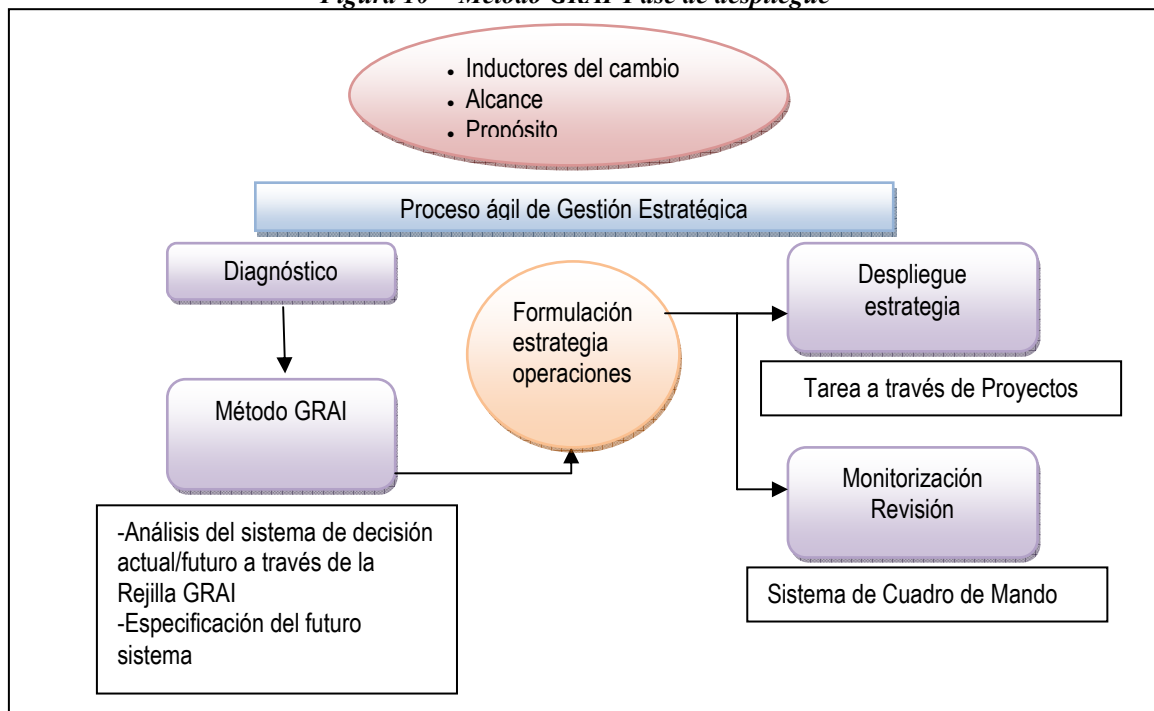 • Inductores del cambio
• Alcance
• Propósito
Proceso ágil de Gestión Estratégica
Diagnóstico
Método GRAI
-Análisis del sistema de decisión
actual/futuro a través de la
Rejilla GRAI
-Especificación del futuro
sistema
Formulación
estrategia
operaciones
Despliegue
estrategia
Tarea a través de Proyectos
Monitorización
Revisión
Sistema de Cuadro de Mando